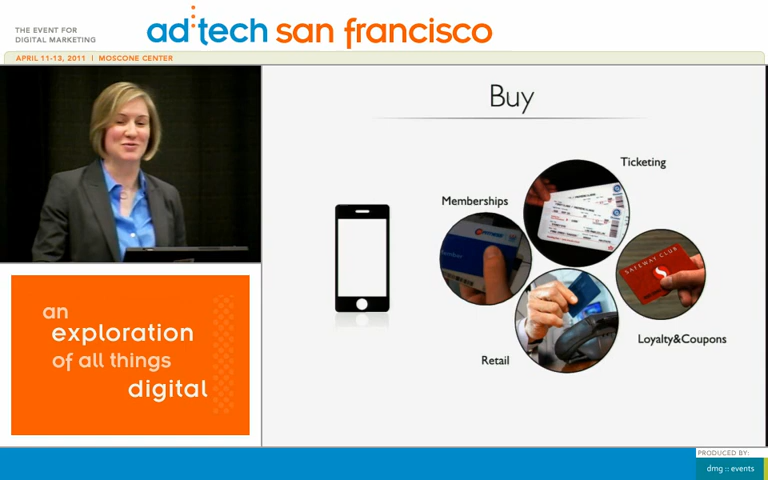 THE EVENT FOR
DIGITAL MARKETING
ad:tech san francisco
APRIL 11-13, 2011 | MOSCONE CENTER
Buy
Ticketing
Memberships
SAFEWAY CLUB
Loyalty&Coupons
Retail
an
exploration
of all things
digital
PRODUCED BY:
dmg :: events